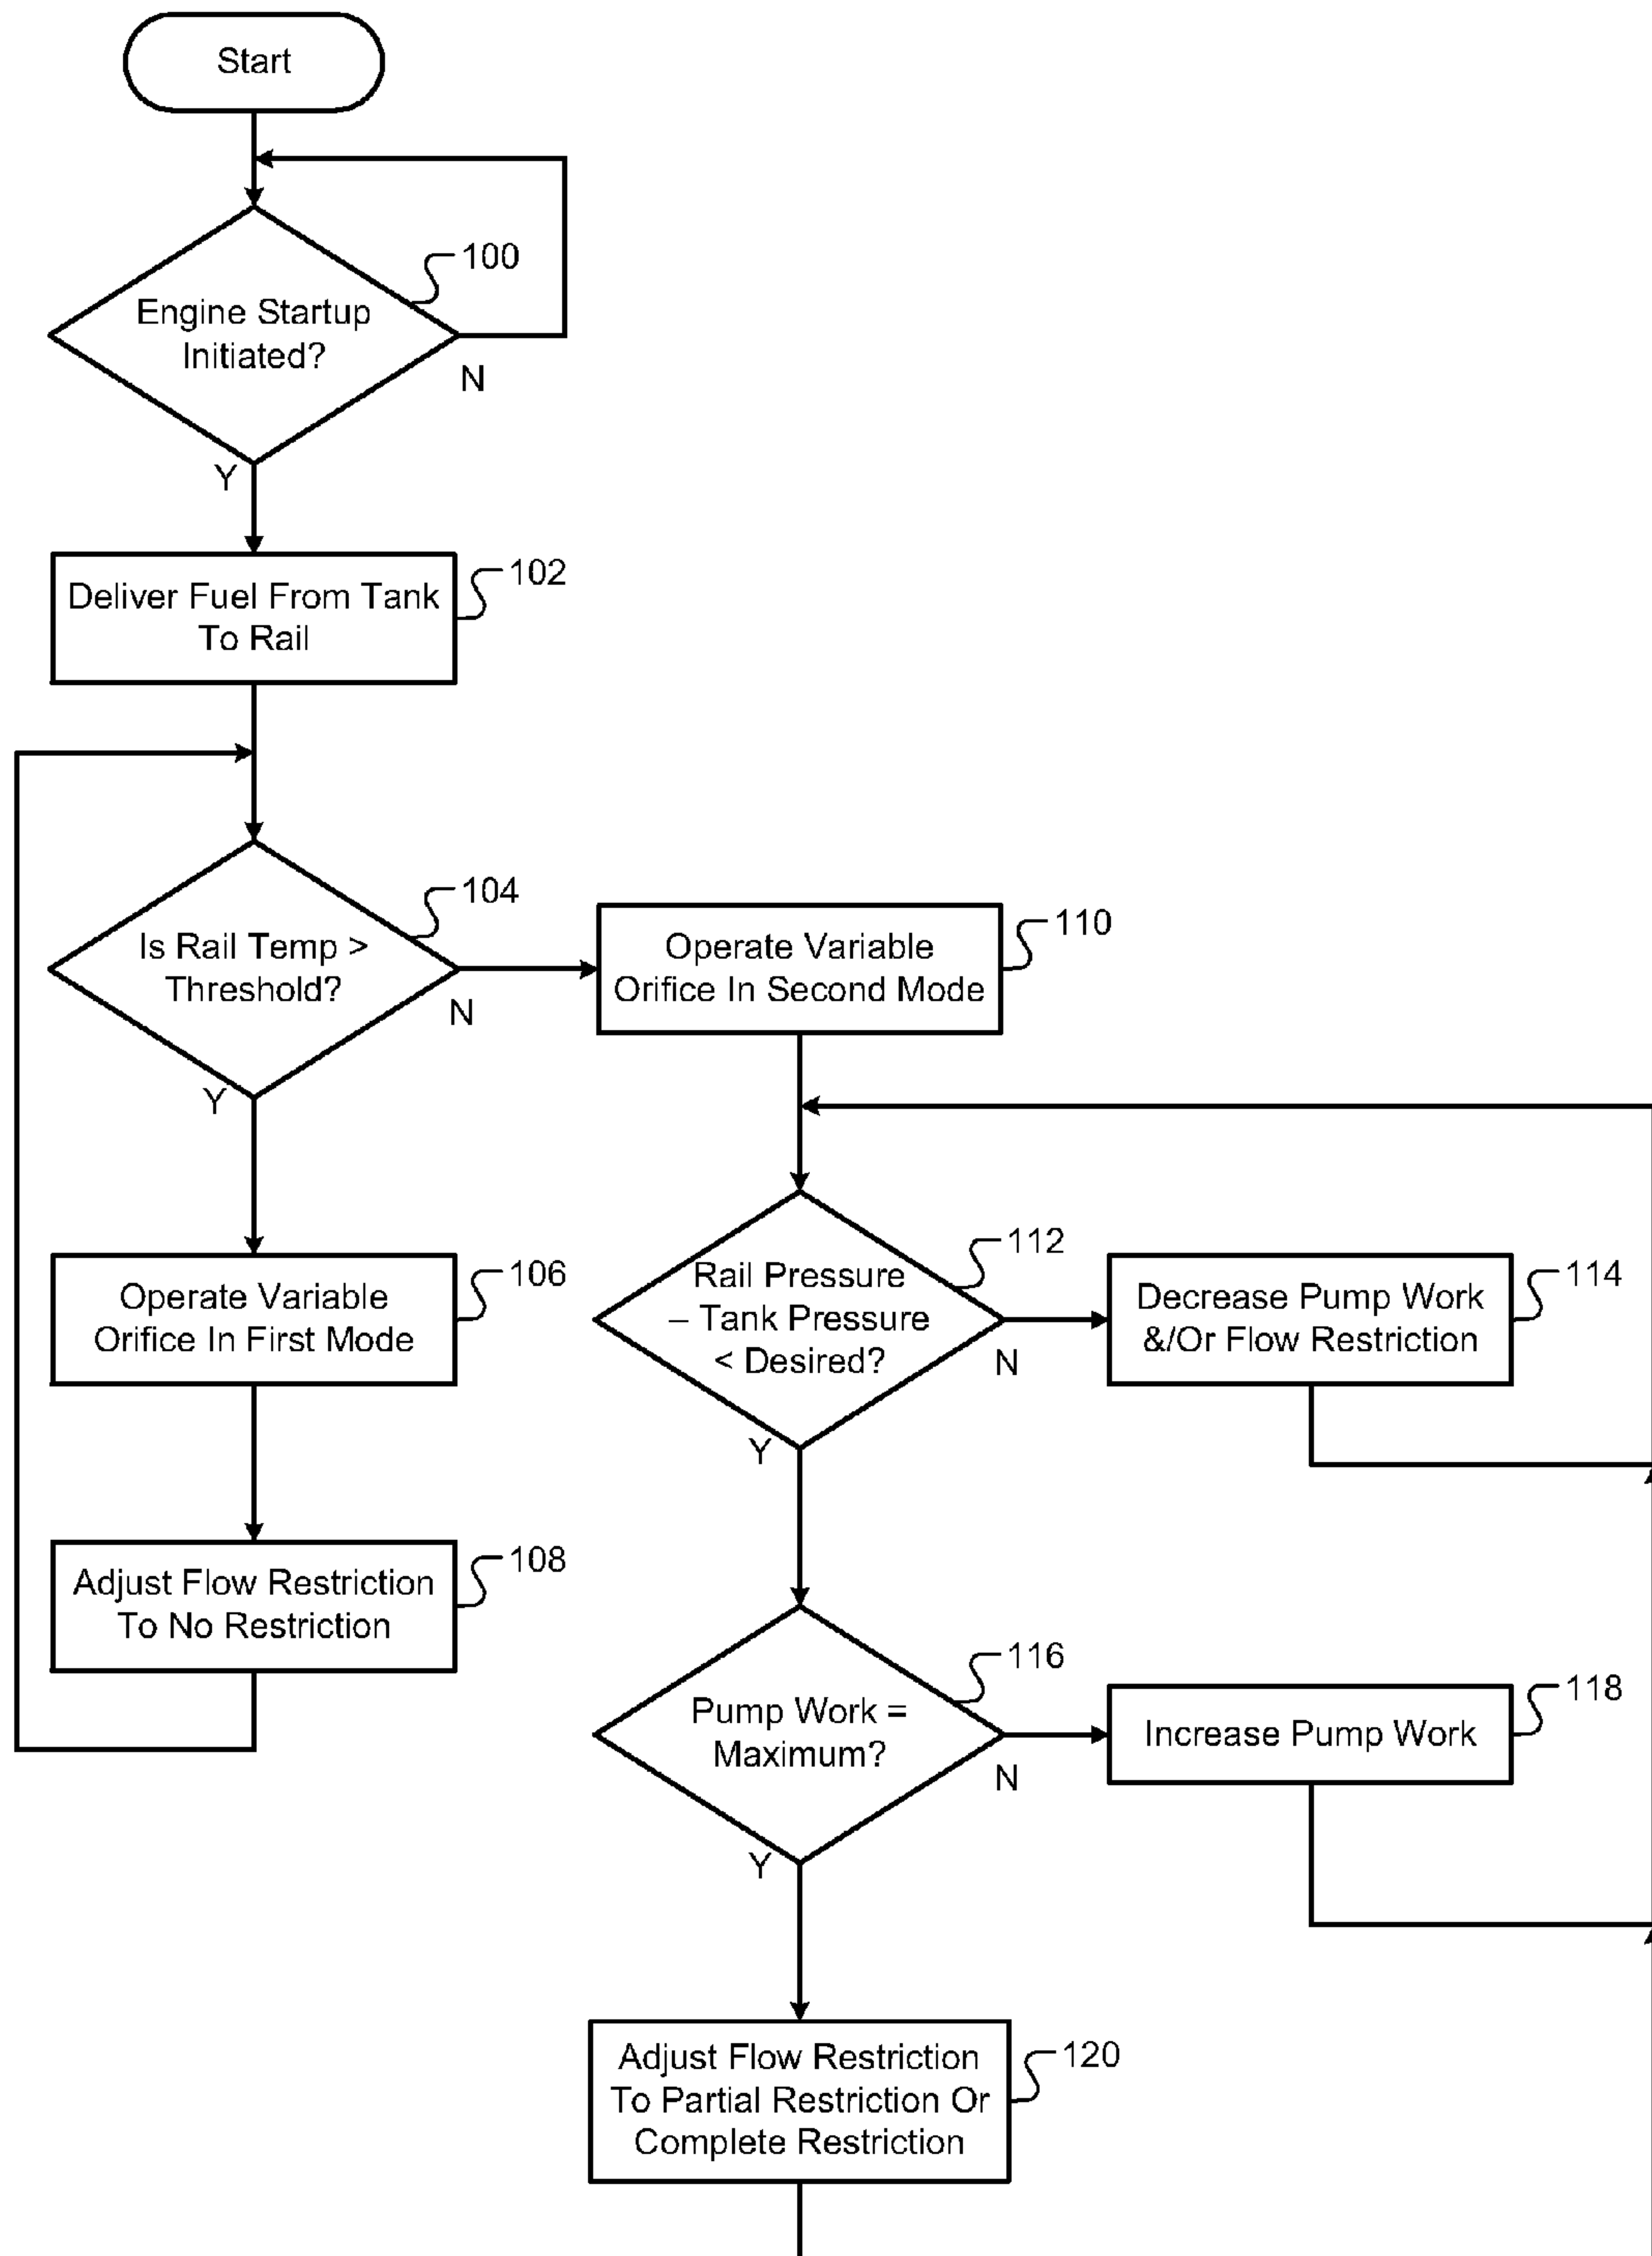 Start
100
Engine Startup
Initiated?
N
Y
102
Deliver Fuel From Tank
To Rail
104
Is Rail Temp >
Threshold?
N
Y
110
Operate Variable
Orifice In Second Mode
106
Operate Variable
Orifice In First Mode
108
Adjust Flow Restriction
To No Restriction
112
Rail Pressure
– Tank Pressure
< Desired?
N
Y
114
Decrease Pump Work
&/Or Flow Restriction
116
Pump Work =
Maximum?
N
Y
118
Increase Pump Work
120
Adjust Flow Restriction
To Partial Restriction Or
Complete Restriction